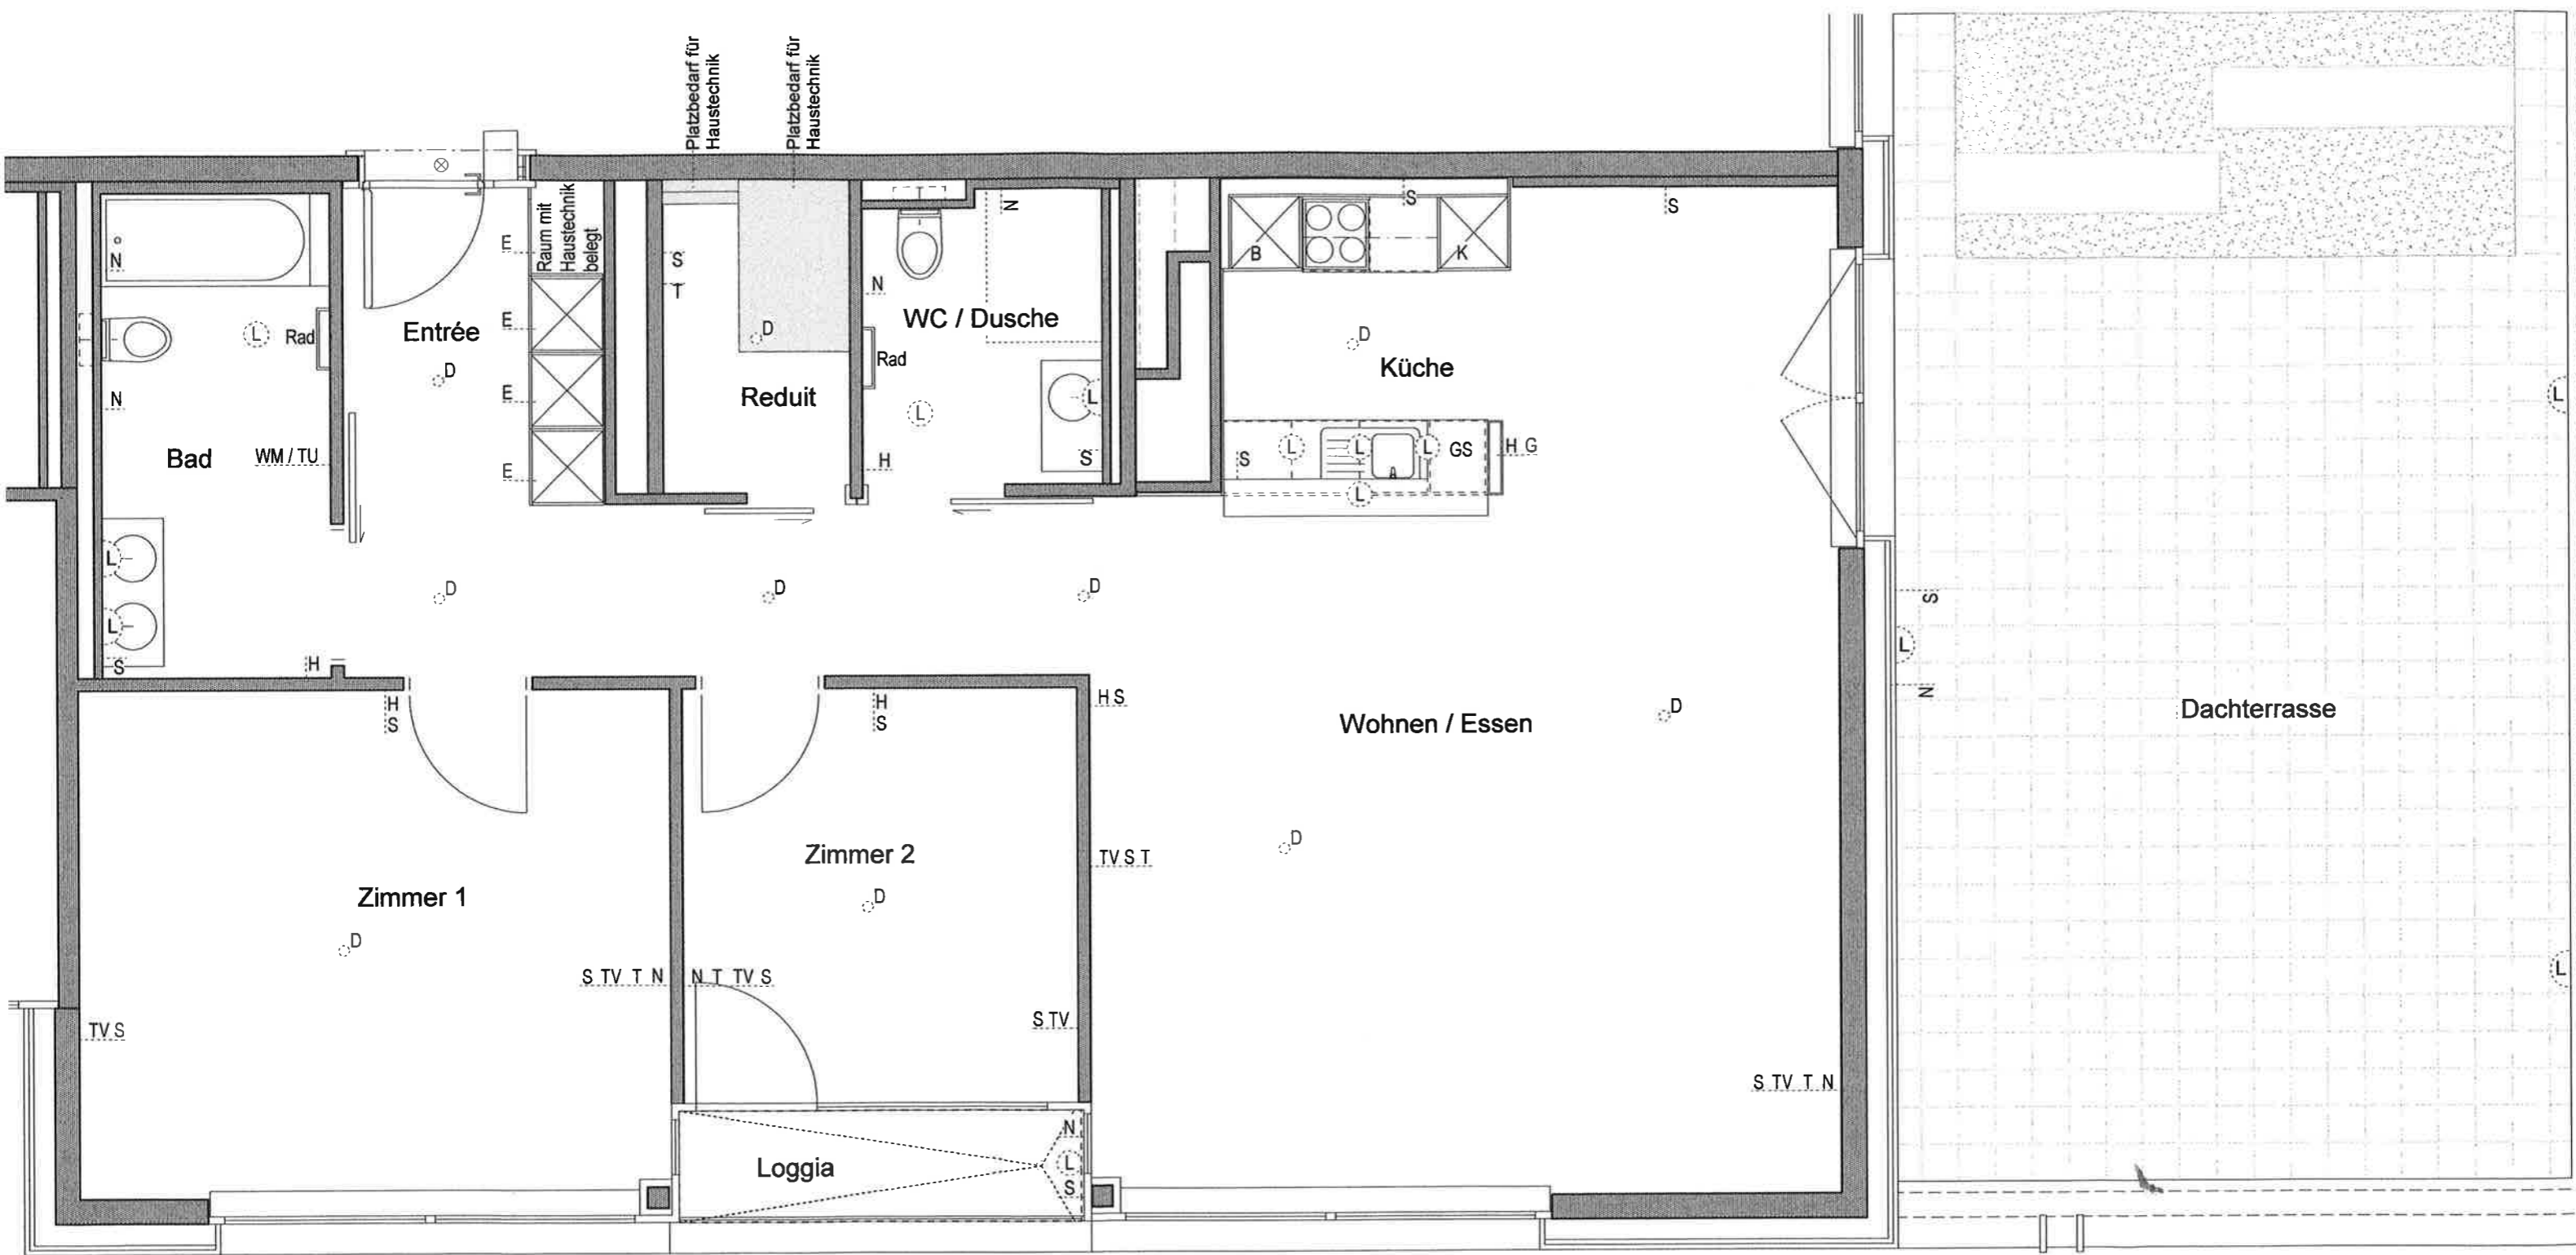 Platzbedarf für
Haustechnik
Platzbedarf für
Haustechnik
Raum mit
Haustechnik
belegt
N
E
S
T
N
N
S
S
B
K
L
Rad
Entrée
D
E
D
WC / Dusche
Rad
D
Küche
N
E
Reduit
L
L
L
Bad
WM / TU
E
H
S
S
L
L
L
GS
H G
L
L
D
D
D
L
S
L
S
H
N
H
S
H
S
H S
Wohnen / Essen
D
Dachterrasse
Zimmer 1
D
Zimmer 2
D
TV S T
D
S TV T N
N T TV S
L
TV S
S TV
S TV T N
Loggia
N
L
S